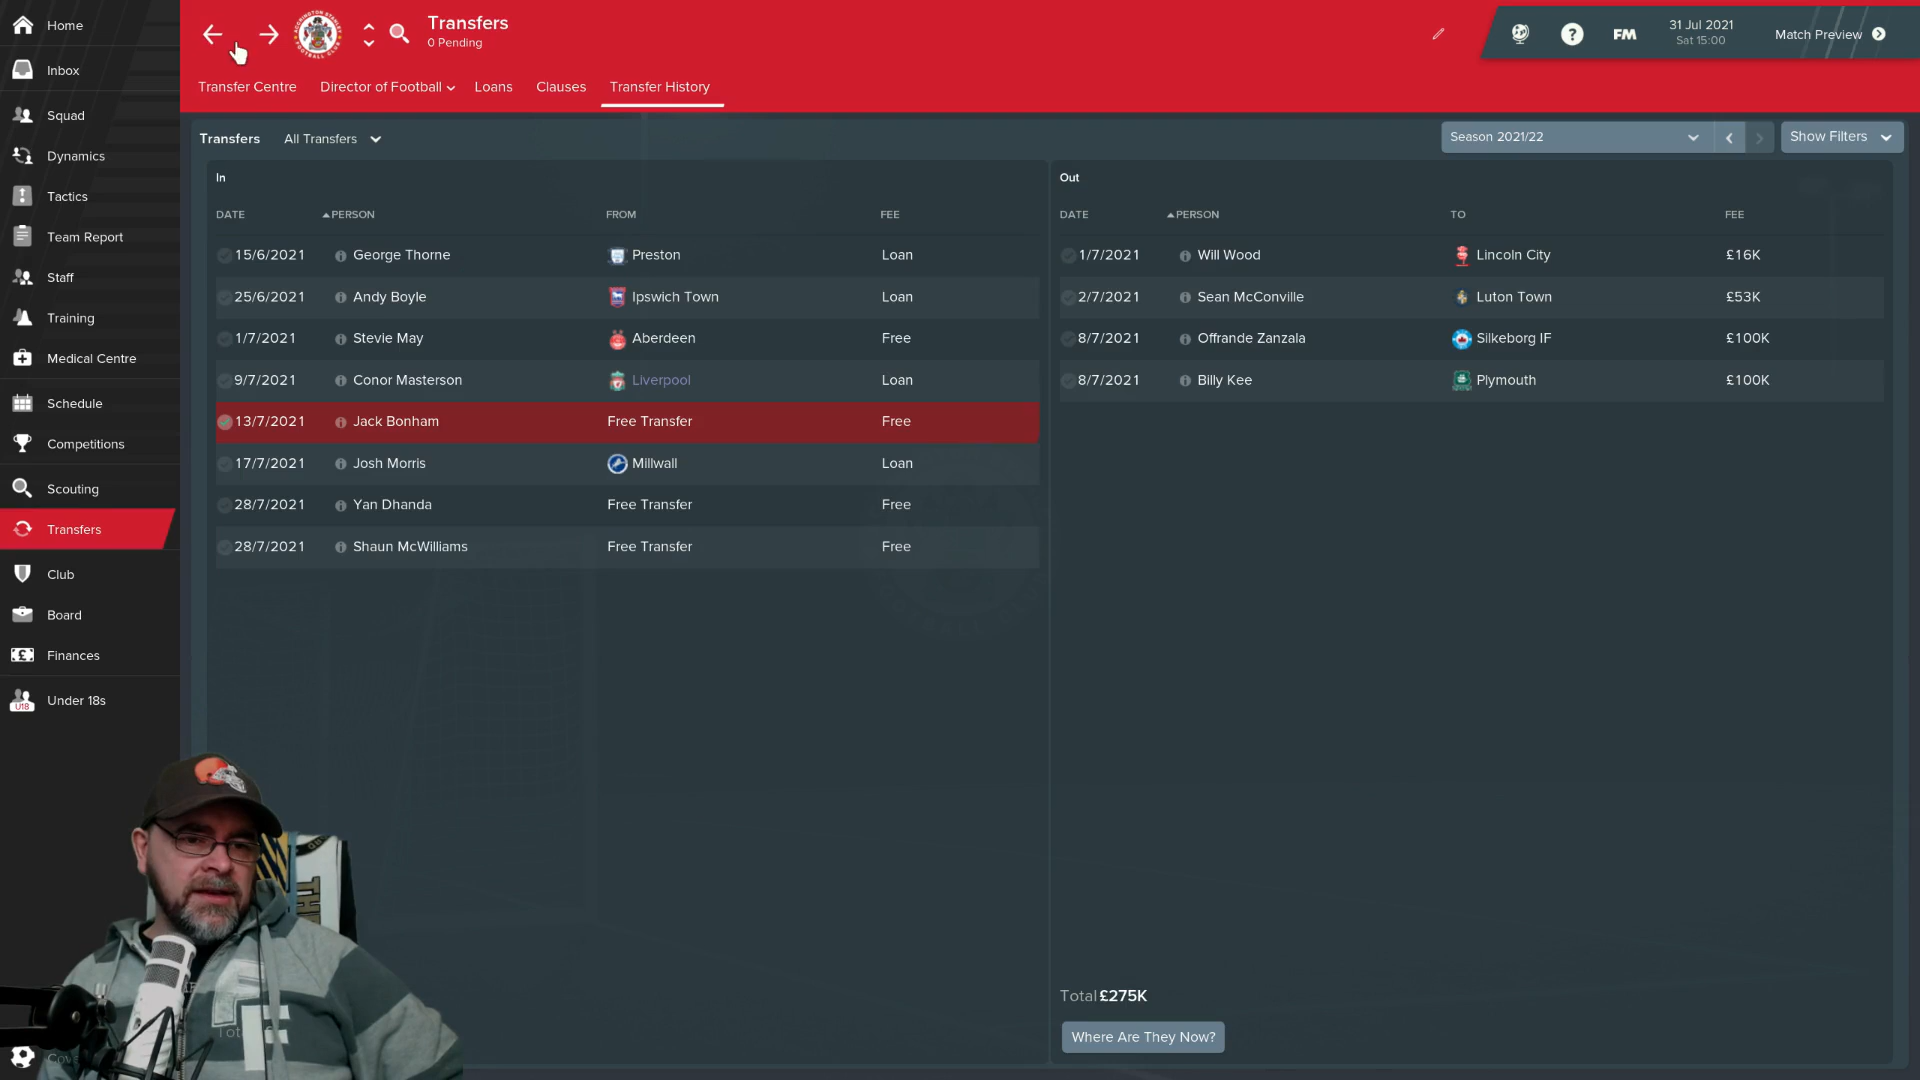 Home
Inbox
Squad
Dynamics
Tactics
Team Report
Staff
Training
Medical Centre
Schedule
Competitions
Scouting
Transfers
Club
Board
Finances
Under 18s
U18
Transfers
0 Pending
FM
31 Jul 2021
Sat 15:00
Match Preview
Transfer Centre
Director of Football
Loans
Clauses
Transfer History
Transfers All Transfers
Season 2021/22
Show Filters
In
DATE PERSON FROM FEE
15/6/2021 George Thorne Preston Loan
25/6/2021 Andy Boyle Ipswich Town Loan
1/7/2021 Stevie May Aberdeen Free
9/7/2021 Conor Masterson Liverpool Loan
13/7/2021 Jack Bonham Free Transfer Free
17/7/2021 Josh Morris Millwall Loan
28/7/2021 Yan Dhanda Free Transfer Free
28/7/2021 Shaun McWilliams Free Transfer Free
Out
DATE PERSON TO FEE
1/7/2021 Will Wood Lincoln City £16K
2/7/2021 Sean McConville Luton Town £53K
8/7/2021 Offrande Zanzala Silkeborg IF £100K
8/7/2021 Billy Kee Plymouth £100K
Total £275K
Where Are They Now?